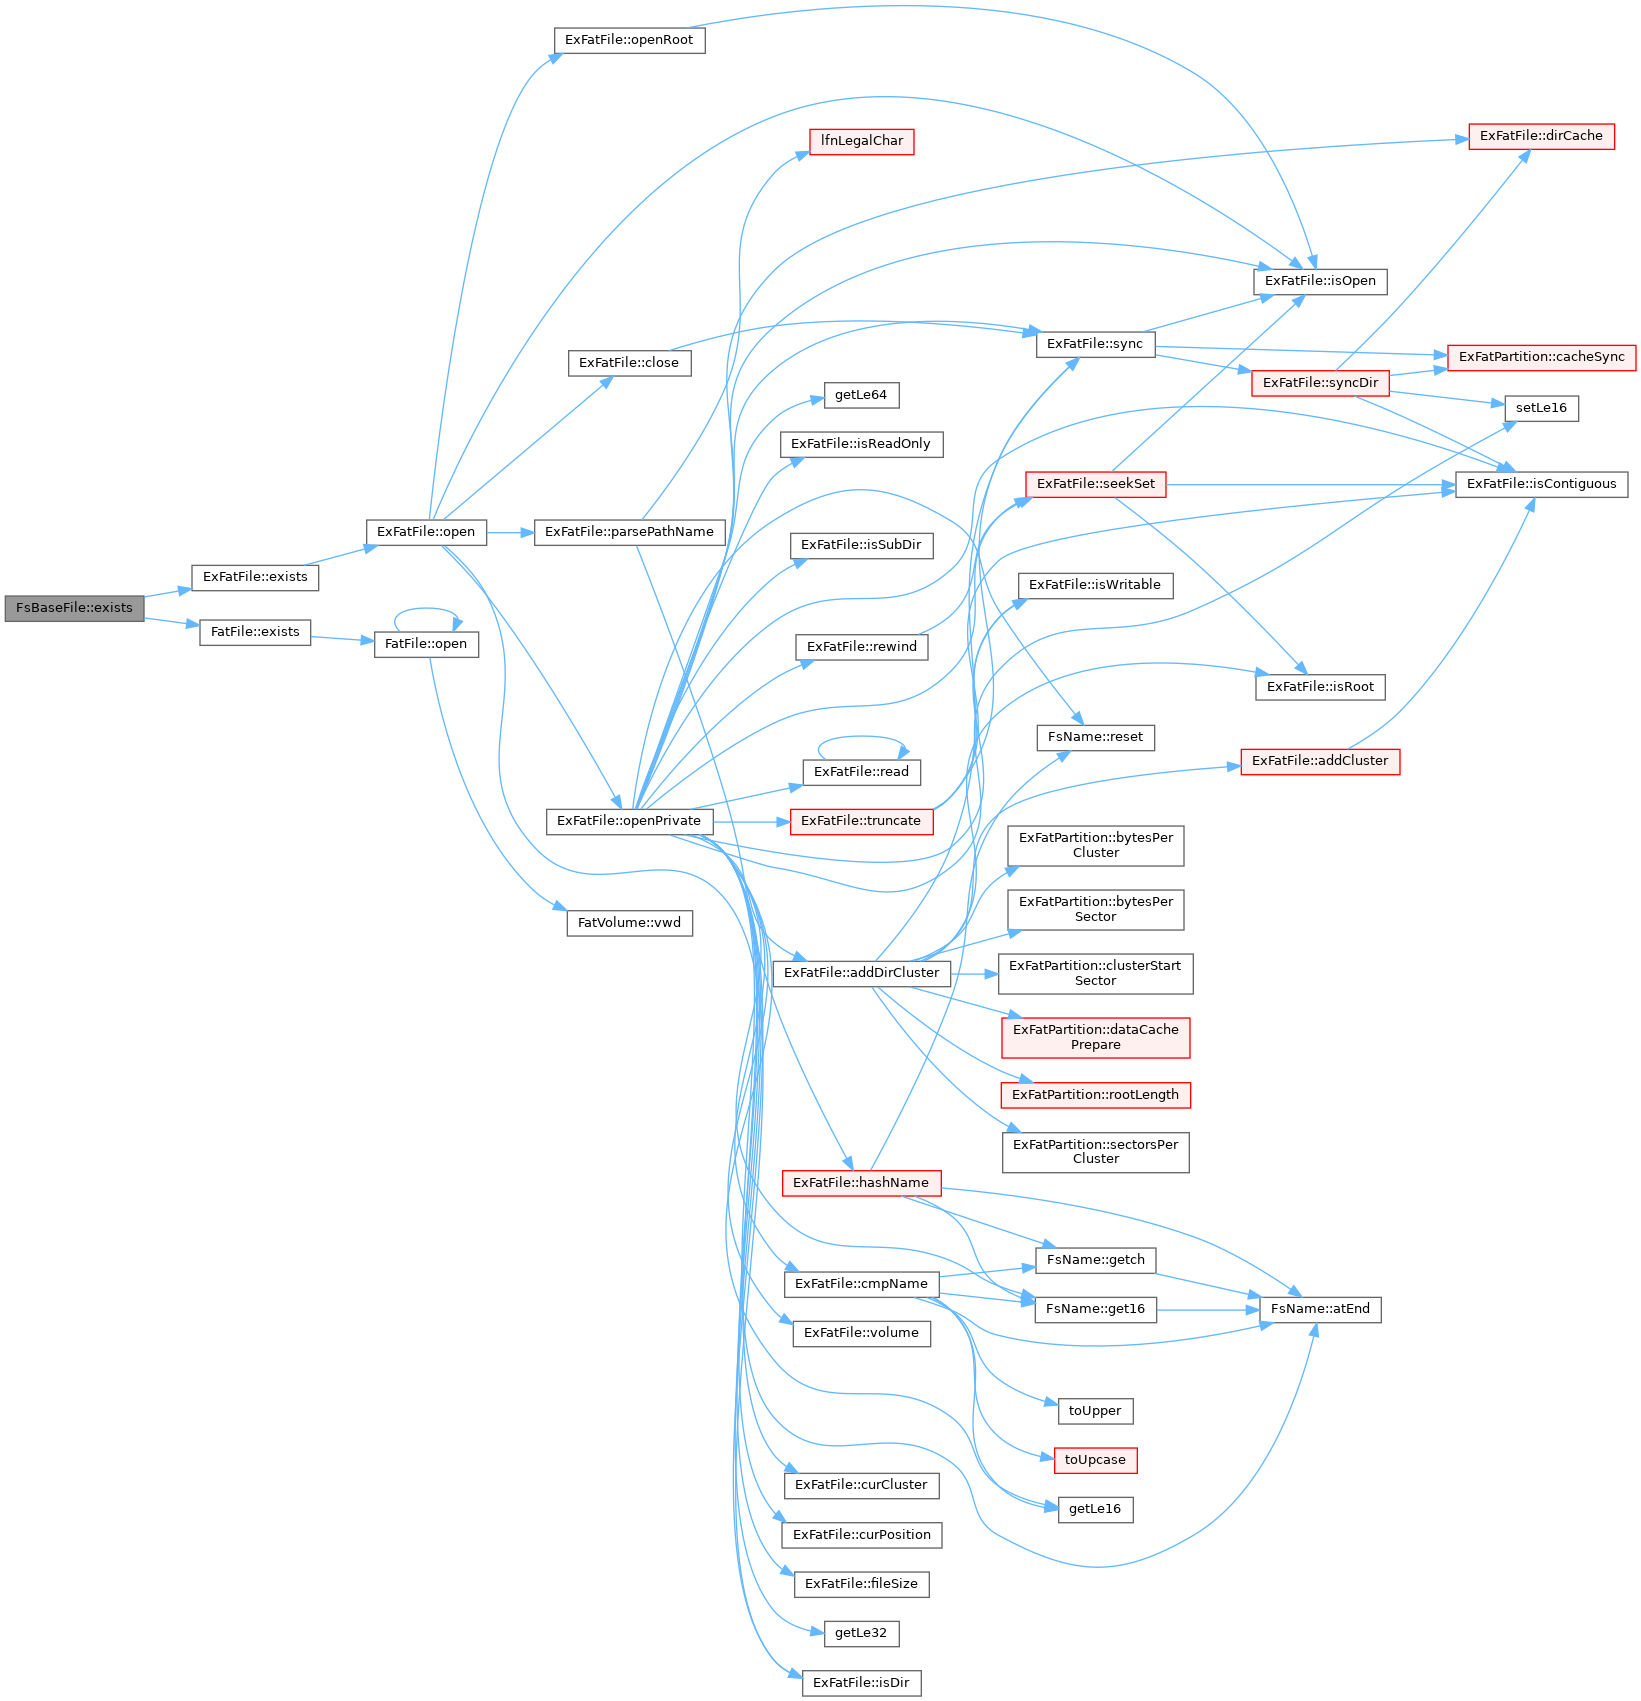 ExFatFile::openRoot
lfnLegalChar
ExFatFile::dirCache
ExFatFile::isOpen
ExFatFile::sync
ExFatPartition::cacheSync
ExFatFile::close
ExFatFile::syncDir
getLe64
setLe16
ExFatFile::isReadOnly
ExFatFile::seekSet
ExFatFile::isContiguous
ExFatFile::open
ExFatFile::parsePathName
ExFatFile::isSubDir
ExFatFile::exists
ExFatFile::isWritable
FsBaseFile::exists
FatFile::exists
FatFile::open
ExFatFile::rewind
ExFatFile::isRoot
FsName::reset
ExFatFile::read
ExFatFile::addCluster
ExFatFile::openPrivate
ExFatFile::truncate
ExFatPartition::bytesPer
Cluster
ExFatPartition::bytesPer
Sector
FatVolume::vwd
ExFatFile::addDirCluster
ExFatPartition::clusterStart
Sector
ExFatPartition::dataCache
Prepare
ExFatPartition::rootLength
ExFatPartition::sectorsPer
Cluster
ExFatFile::hashName
FsName::getch
ExFatFile::cmpName
FsName::get16
FsName::atEnd
ExFatFile::volume
toUpper
toUpcase
ExFatFile::curCluster
getLe16
ExFatFile::curPosition
ExFatFile::fileSize
getLe32
ExFatFile::isDir